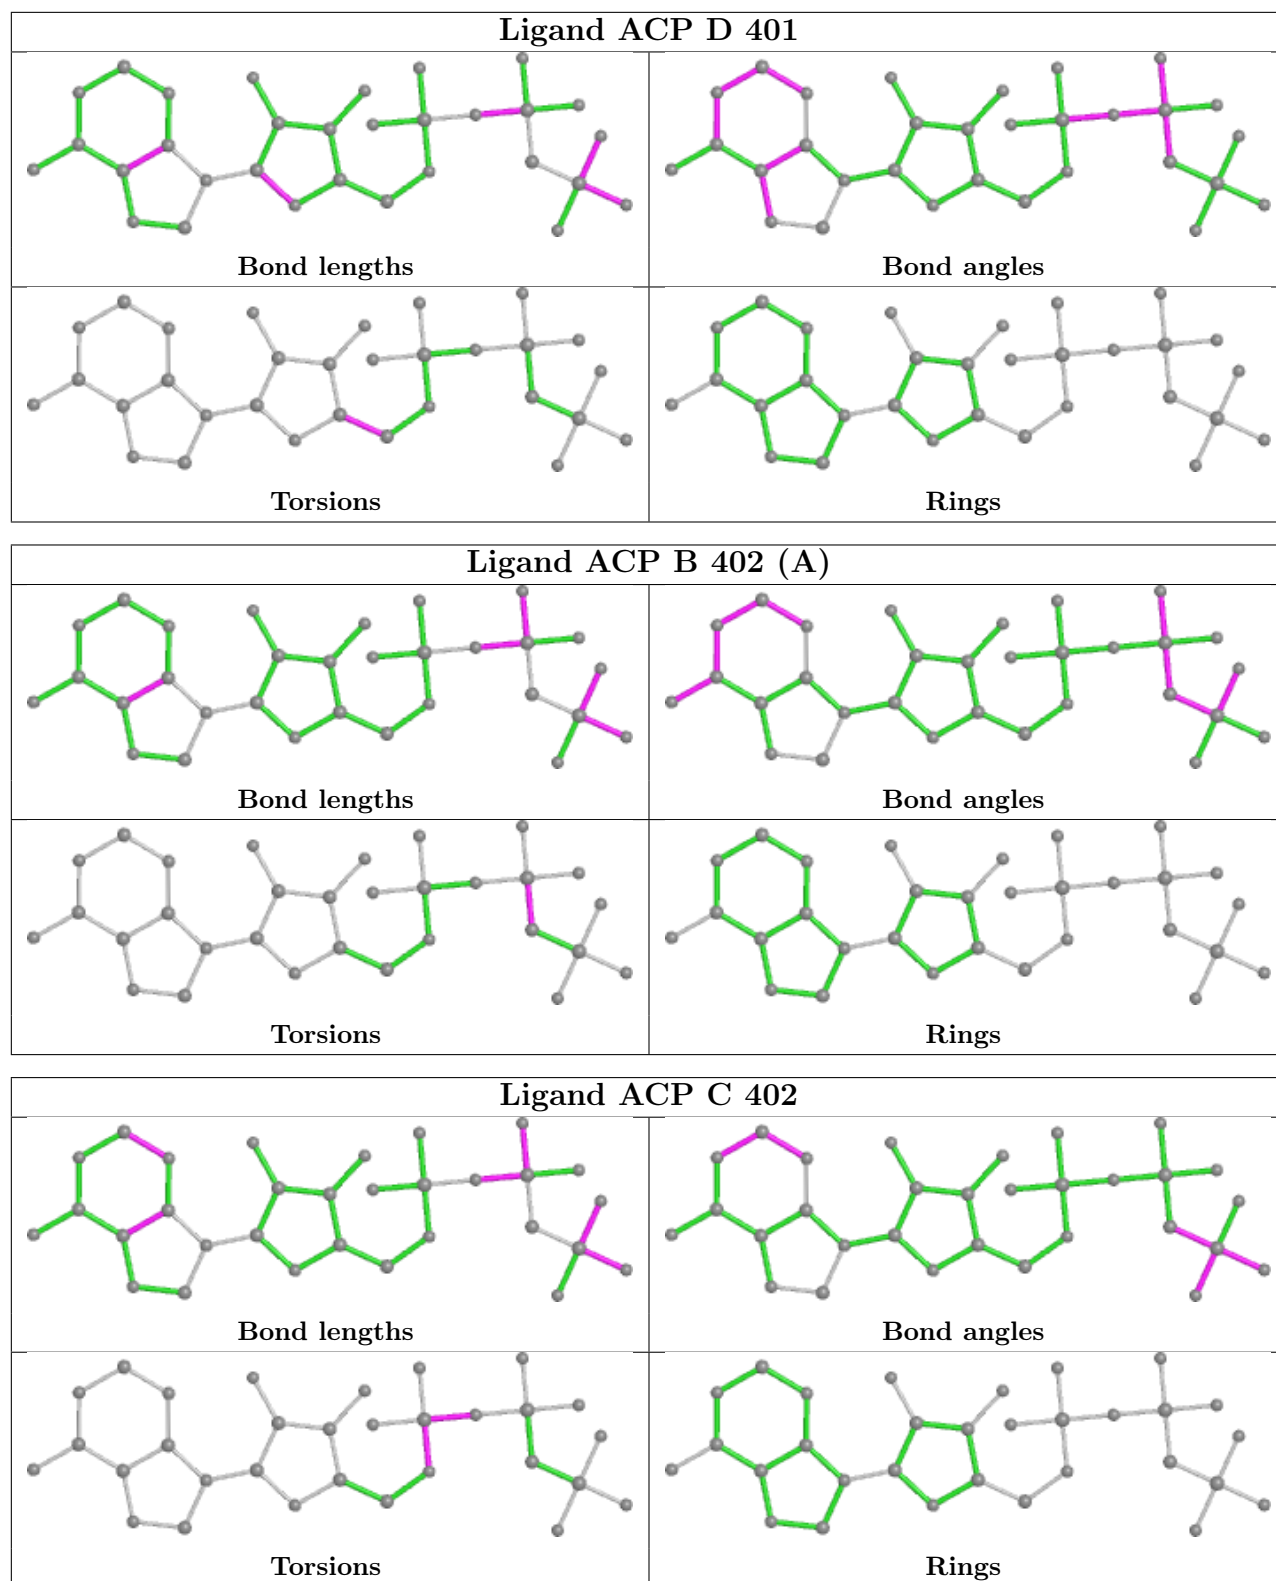 Ligand ACP D 401
Bond lengths
Bond angles
Torsions
Rings
Ligand ACP B 402 (A)
Bond lengths
Bond angles
Torsions
Rings
Ligand ACP C 402
Bond lengths
Bond angles
Torsions
Rings